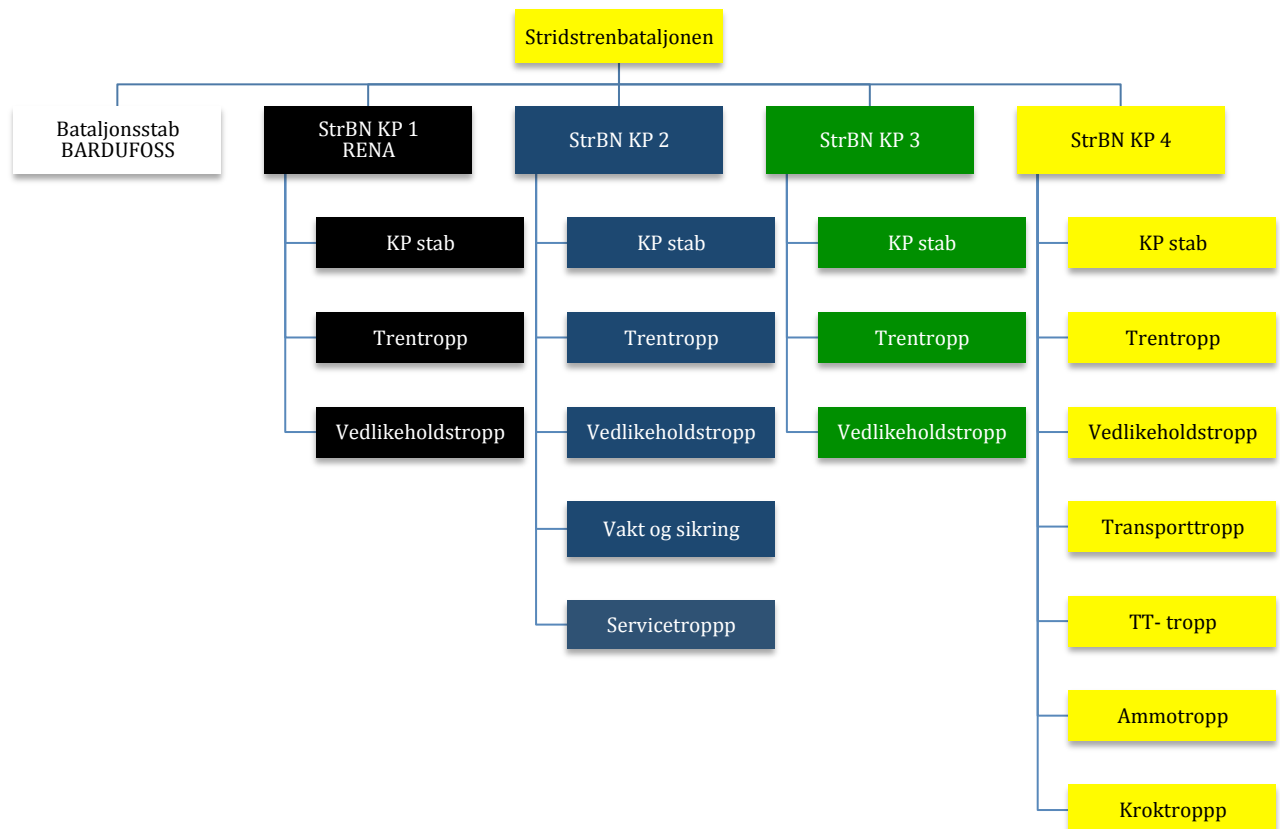 Stridstrenbataljonen
Bataljonsstab
BARDUFOSS
StrBN KP 1
RENA
StrBN KP 2
StrBN KP 3
StrBN KP 4
KP stab
KP stab
KP stab
KP stab
Trentropp
Trentropp
Trentropp
Trentropp
Vedlikeholdstropp
Vedlikeholdstropp
Vedlikeholdstropp
Vedlikeholdstropp
Vakt og sikring
Transporttropp
Servicetroppp
TT- tropp
Ammotropp
Kroktroppp